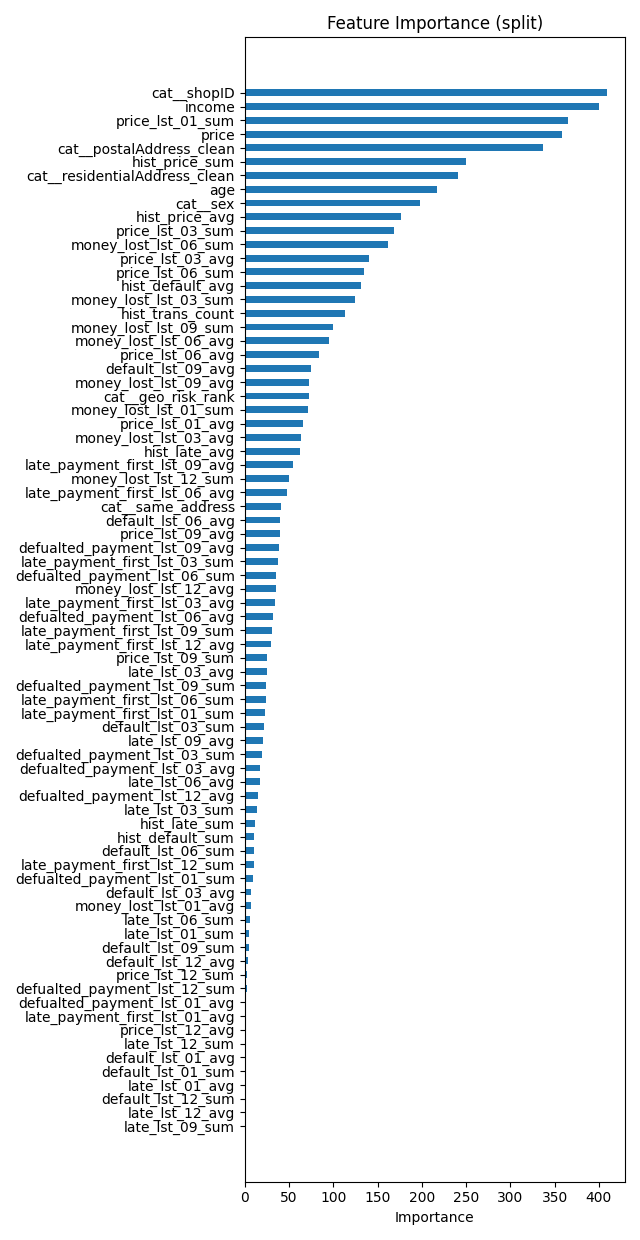 Feature Importance (split)
cat__shopID
income
price_lst_01_sum
price
cat__postalAddress_clean
hist_price_sum
cat__residentialAddress_clean
age
cat__sex
hist_price_avg
price_lst_03_sum
money_lost_lst_06_sum
price_lst_03_avg
price_lst_06_sum
hist_default_avg
money_lost_lst_03_sum
hist_trans_count
money_lost_lst_09_sum
money_lost_lst_06_avg
price_lst_06_avg
default_lst_09_avg
money_lost_lst_09_avg
cat__geo_risk_rank
money_lost_lst_01_sum
price_lst_01_avg
money_lost_lst_03_avg
hist_late_avg
late_payment_first_lst_09_avg
money_lost_lst_12_sum
late_payment_first_lst_06_avg
cat__same_address
default_lst_06_avg
price_lst_09_avg
defualted_payment_lst_09_avg
late_payment_first_lst_03_sum
defualted_payment_lst_06_sum
money_lost_lst_12_avg
late_payment_first_lst_03_avg
defualted_payment_lst_06_avg
late_payment_first_lst_09_sum
late_payment_first_lst_12_avg
price_lst_09_sum
late_lst_03_avg
defualted_payment_lst_09_sum
late_payment_first_lst_06_sum
late_payment_first_lst_01_sum
default_lst_03_sum
late_lst_09_avg
defualted_payment_lst_03_sum
defualted_payment_lst_03_avg
late_lst_06_avg
defualted_payment_lst_12_avg
late_lst_03_sum
hist_late_sum
hist_default_sum
default_lst_06_sum
late_payment_first_lst_12_sum
defualted_payment_lst_01_sum
default_lst_03_avg
money_lost_lst_01_avg
late_lst_06_sum
late_lst_01_sum
default_lst_09_sum
default_lst_12_avg
price_lst_12_sum
defualted_payment_lst_12_sum
defualted_payment_lst_01_avg
late_payment_first_lst_01_avg
price_lst_12_avg
late_lst_12_sum
default_lst_01_avg
default_lst_01_sum
late_lst_01_avg
default_lst_12_sum
late_lst_12_avg
late_lst_09_sum
0 50 100 150 200 250 300 350 400
Importance